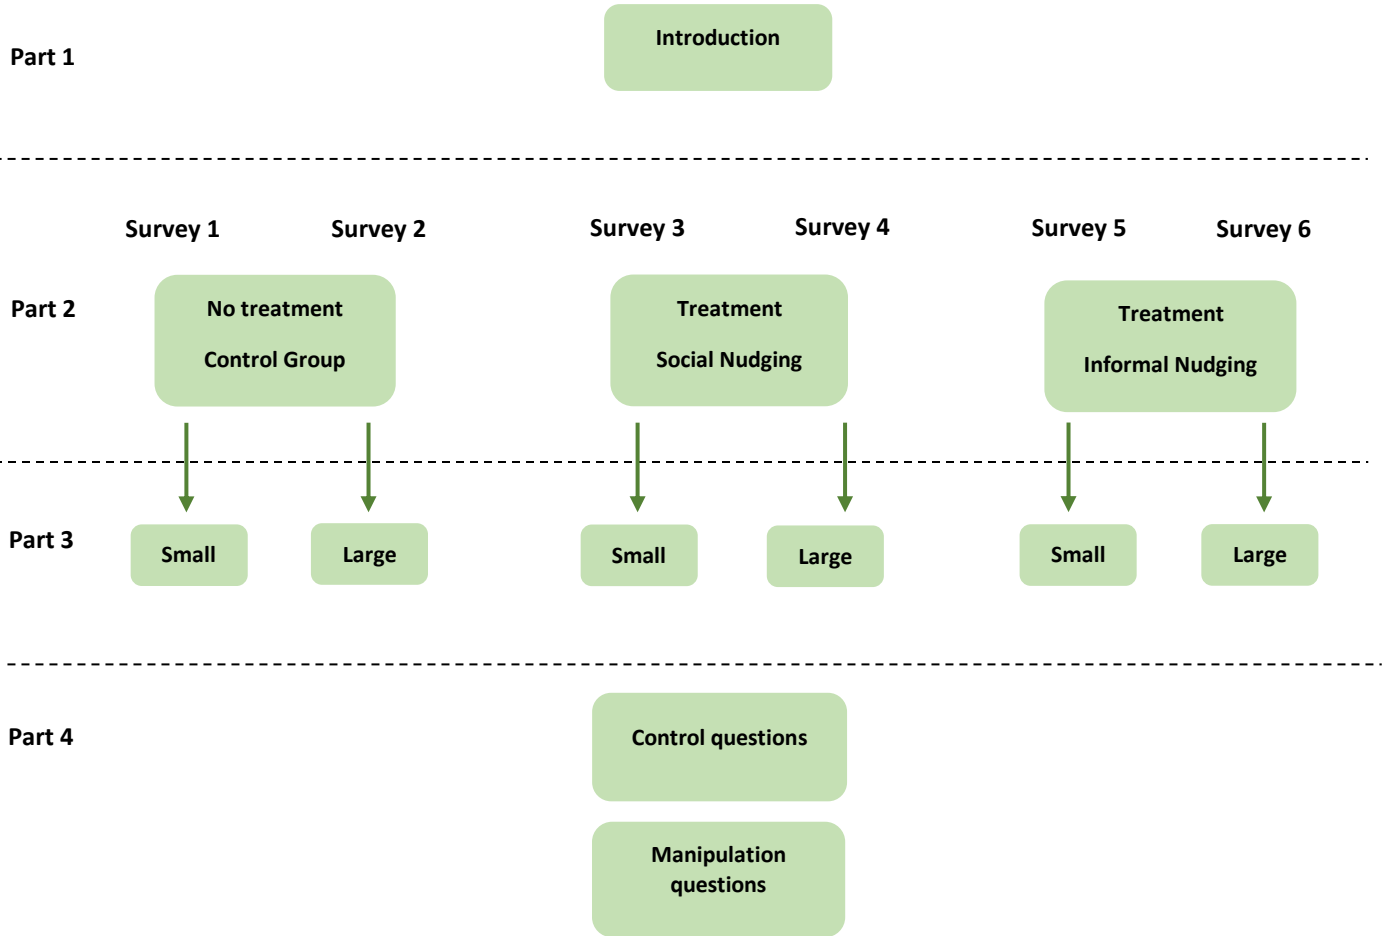 Introduction
Part 1
Survey 1 Survey 2 Survey 3 Survey 4 Survey 5 Survey 6
Part 2
No treatment
Control Group
Treatment
Social Nudging
Treatment
Informal Nudging
Part 3
Small Large Small Large Small Large
Part 4
Control questions
Manipulation
questions